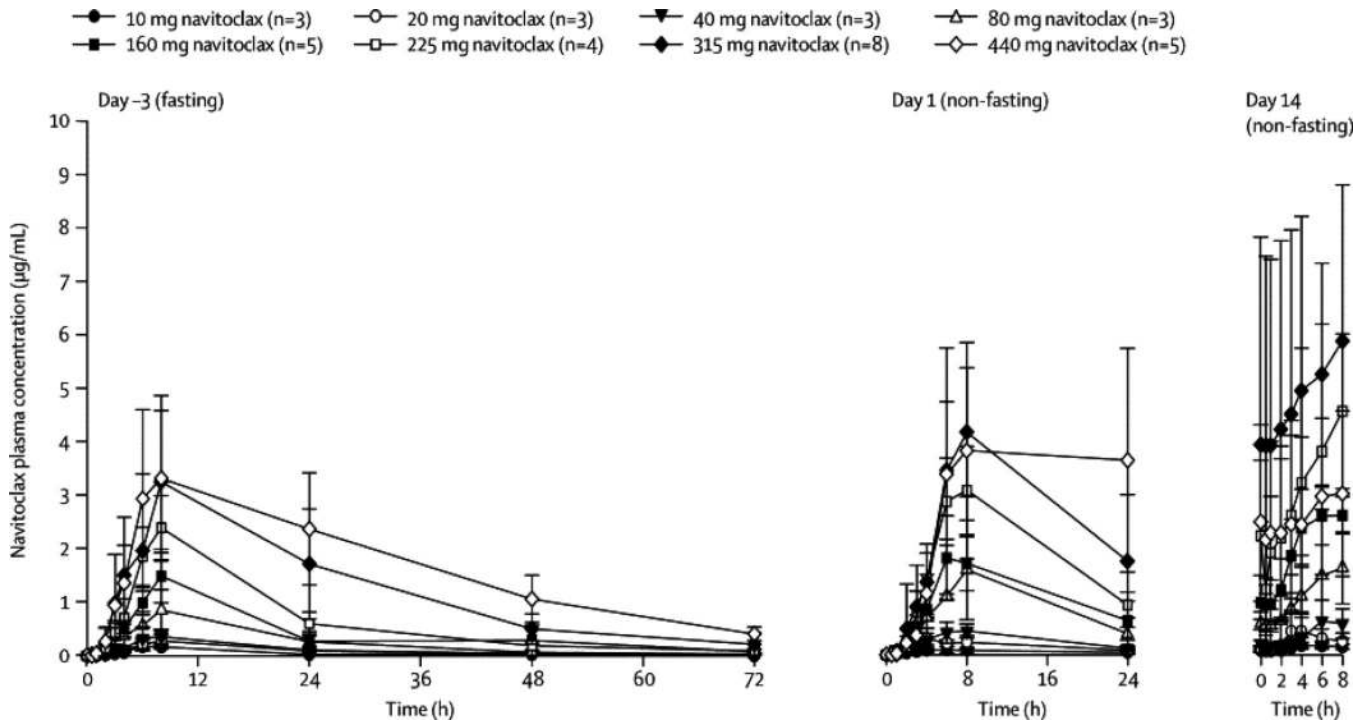 10 mg navitoclax (n=3) 20 mg navitoclax (n=3) 40 mg navitoclax (n=3) 80 mg navitoclax (n=3)
160 mg navitoclax (n=5) 225 mg navitoclax (n=4) 315 mg navitoclax (n=8) 440 mg navitoclax (n=5)
Day –3 (fasting)
Navitoclax plasma concentration (µg/mL)
10
9
8
7
6
5
4
3
2
1
0
0 12 24 36 48 60 72
Time (h)
Day 1 (non-fasting)
0 8 16 24
Time (h)
Day 14
(non-fasting)
0 2 4 6 8
Time (h)